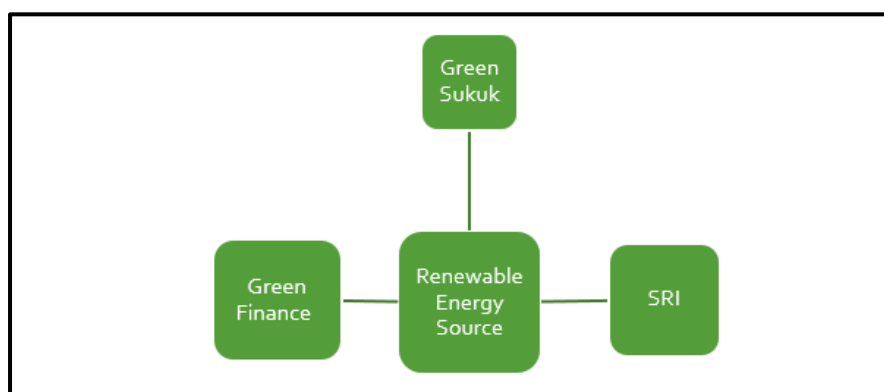 Green
Sukuk
Green
Finance
Renewable
Energy
Source
SRI